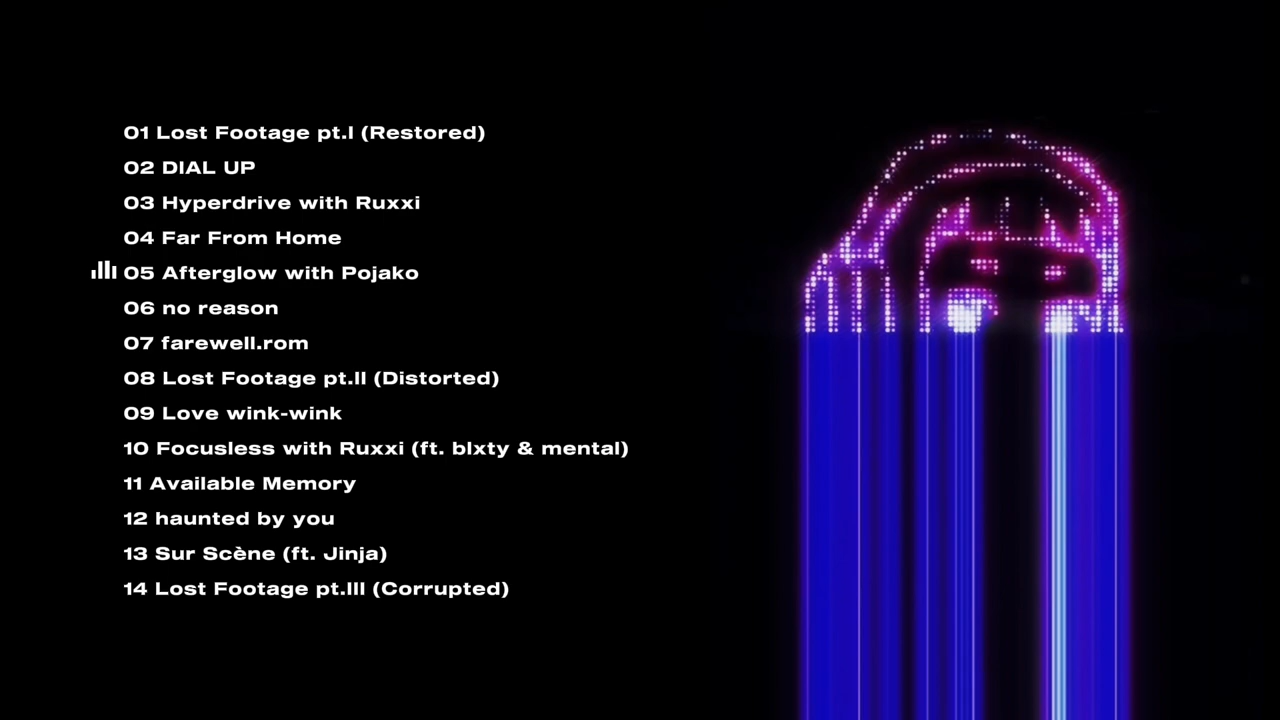 01 Lost Footage pt.I (Restored)
02 DIAL UP
03 Hyperdrive with Ruxxi
04 Far From Home
05 Afterglow with Pojako
06 no reason
07 farewell.rom
08 Lost Footage pt.II (Distorted)
09 Love wink-wink
10 Focusless with Ruxxi (ft. blxty & mental)
11 Available Memory
12 haunted by you
13 Sur Scène (ft. Jinja)
14 Lost Footage pt.III (Corrupted)